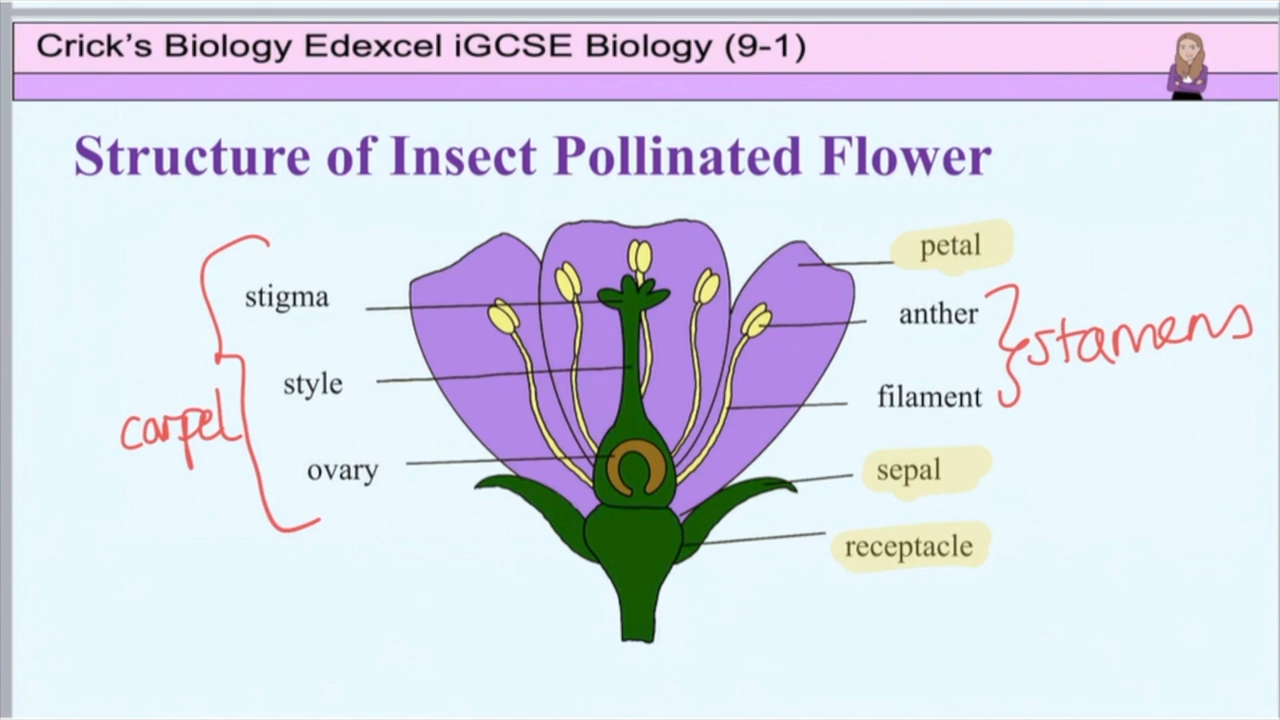 Crick's Biology Edexcel iGCSE Biology (9-1)
Structure of Insect Pollinated Flower
stigma
style
ovary
carpel
petal
anther
filament
stamens
sepal
receptacle